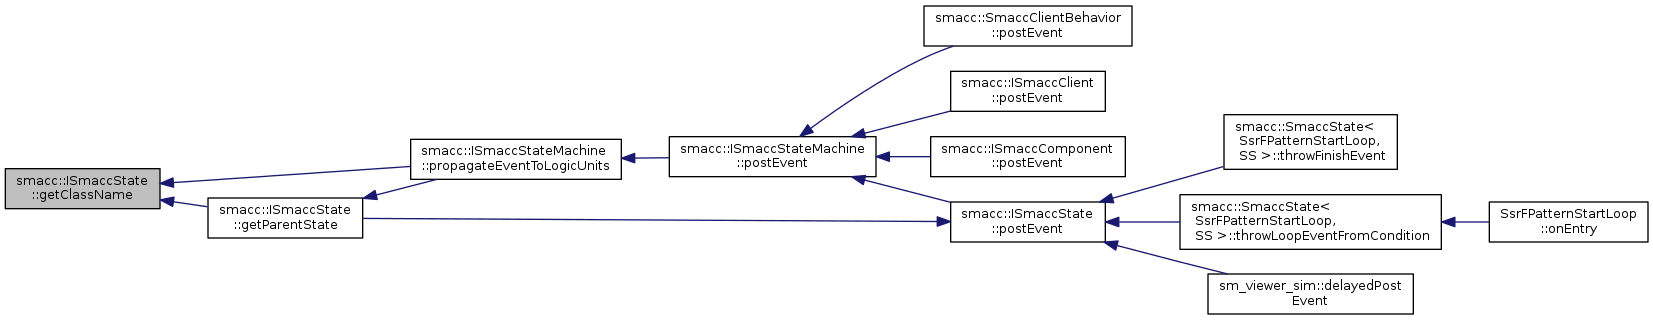 smacc::ISmaccState
::getClassName
smacc::ISmaccStateMachine
::propagateEventToLogicUnits
smacc::ISmaccState
::getParentState
smacc::ISmaccStateMachine
::postEvent
smacc::SmaccClientBehavior
::postEvent
smacc::ISmaccClient
::postEvent
smacc::ISmaccComponent
::postEvent
smacc::ISmaccState
::postEvent
smacc::SmaccState<
SsrFPatternStartLoop,
SS >::throwFinishEvent
smacc::SmaccState<
SsrFPatternStartLoop,
SS >::throwLoopEventFromCondition
sm_viewer_sim::delayedPost
Event
SsrFPatternStartLoop
::onEntry